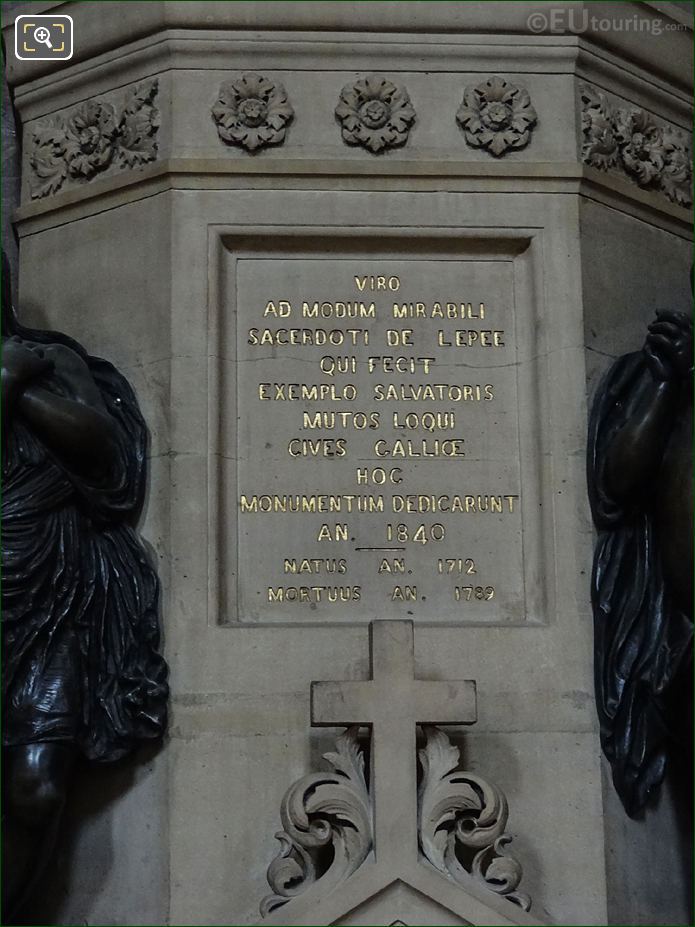 ©EUtouring.com
VIRO
AD MODUM MIRABILI
SACERDOTI DE LEPEE
QUI FECIT
EXEMPLO SALVATORIS
MUTOS LOQUI
CIVES GALLIŒ
HOC
MONUMENTUM DEDICARUNT
AN. 1840
NATUS AN. 1712
MORTUUS AN. 1789